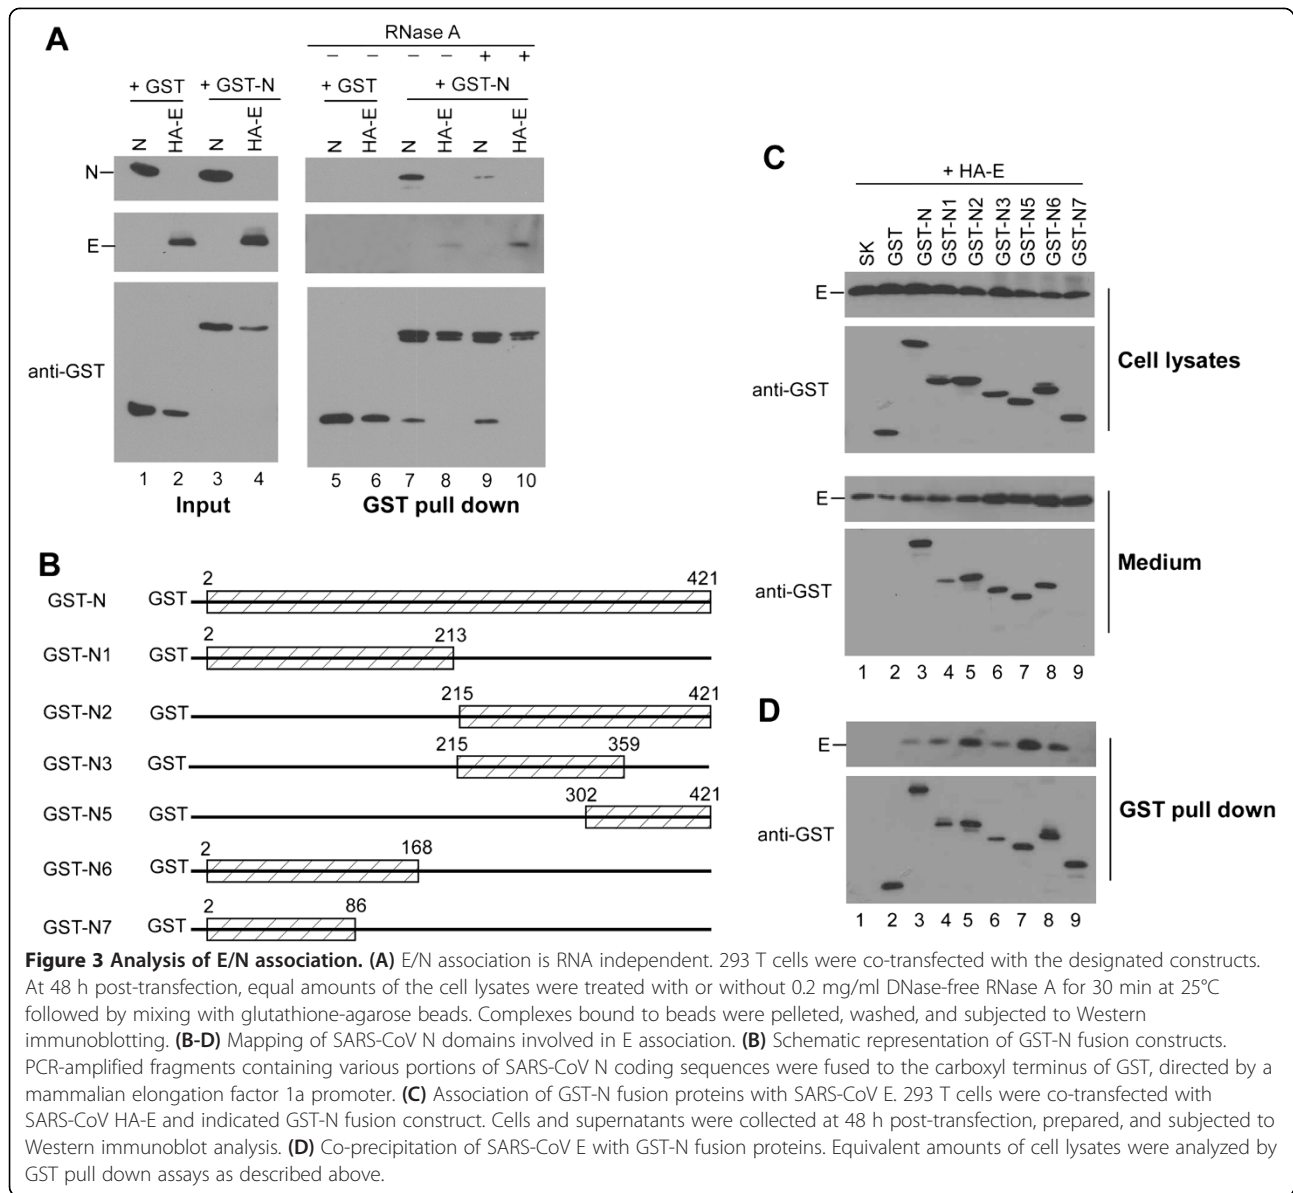 A
RNase A
– – – – + +
+ GST + GST-N + GST + GST-N
N HA-E N HA-E N HA-E N HA-E N HA-E
N
E
anti-GST
1 2 3 4 5 6 7 8 9 10
Input GST pull down
B
GST-N GST 2 421
GST-N1 GST 2 213
GST-N2 GST 215 421
GST-N3 GST 215 359
GST-N5 GST 302 421
GST-N6 GST 2 168
GST-N7 GST 2 86
C
+ HA-E
SK GST GST-N GST-N1 GST-N2 GST-N3 GST-N5 GST-N6 GST-N7
E
anti-GST
Cell lysates
E
anti-GST
Medium
1 2 3 4 5 6 7 8 9
D
E
anti-GST
GST pull down
1 2 3 4 5 6 7 8 9
Figure 3 Analysis of E/N association. (A) E/N association is RNA independent. 293 T cells were co-transfected with the designated constructs.
At 48 h post-transfection, equal amounts of the cell lysates were treated with or without 0.2 mg/ml DNase-free RNase A for 30 min at 25°C
followed by mixing with glutathione-agarose beads. Complexes bound to beads were pelleted, washed, and subjected to Western
immunoblotting. (B-D) Mapping of SARS-CoV N domains involved in E association. (B) Schematic representation of GST-N fusion constructs.
PCR-amplified fragments containing various portions of SARS-CoV N coding sequences were fused to the carboxyl terminus of GST, directed by a
mammalian elongation factor 1a promoter. (C) Association of GST-N fusion proteins with SARS-CoV E. 293 T cells were co-transfected with
SARS-CoV HA-E and indicated GST-N fusion construct. Cells and supernatants were collected at 48 h post-transfection, prepared, and subjected to
Western immunoblot analysis. (D) Co-precipitation of SARS-CoV E with GST-N fusion proteins. Equivalent amounts of cell lysates were analyzed by
GST pull down assays as described above.